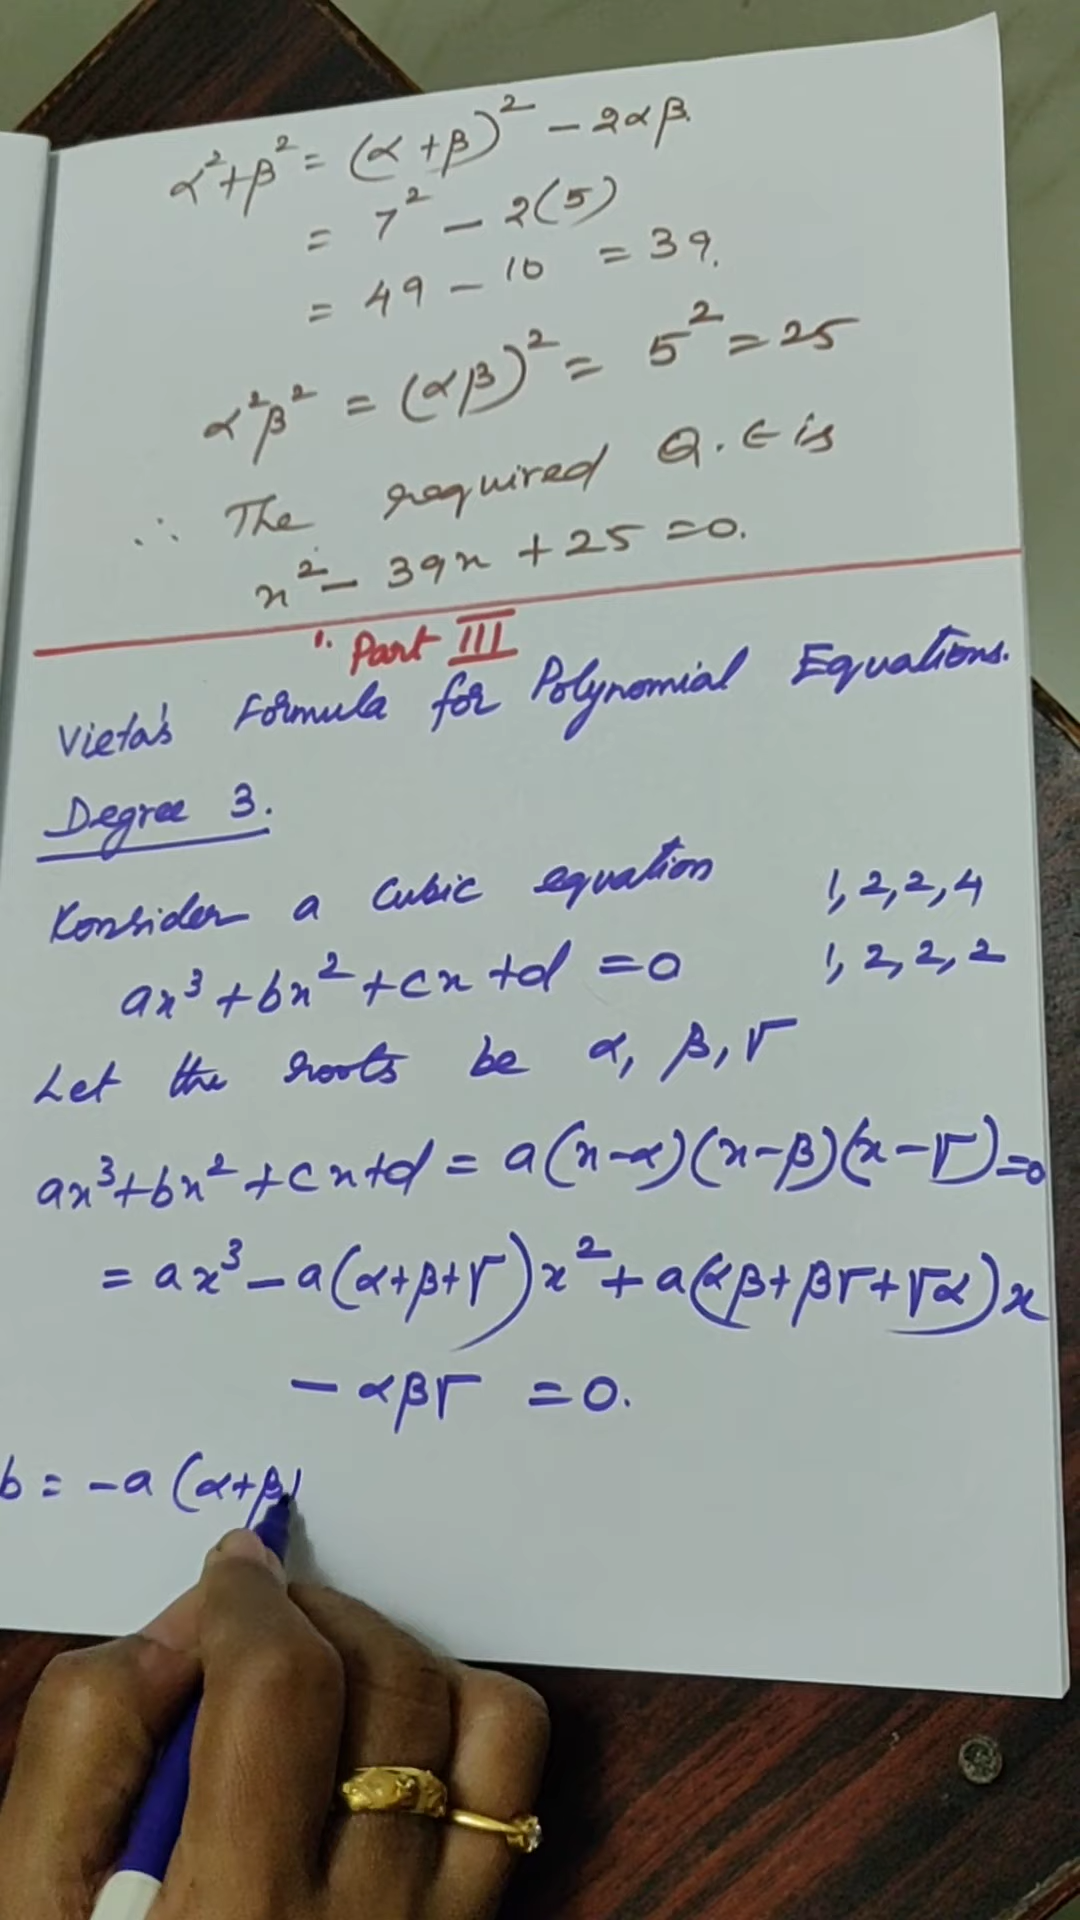 α²+β² = (α+β)² − 2αβ.
= 7² − 2(5)
= 49 − 10 = 39.
α²β² = (αβ)² = 5² = 25
∴ The required Q.E is
x² − 39x + 25 = 0.
Part III
Vieta's Formula for Polynomial Equations.
Degree 3.
Consider a Cubic equation 1, 2, 2, 4
ax³ + bx² + cx + d = 0 1, 2, 2, 2
Let the roots be α, β, γ
ax³ + bx² + cx + d = a(x−α)(x−β)(x−γ) = 0
= ax³ − a(α+β+γ)x² + a(αβ+βγ+γα)x
− αβγ = 0.
b = −a (α+β